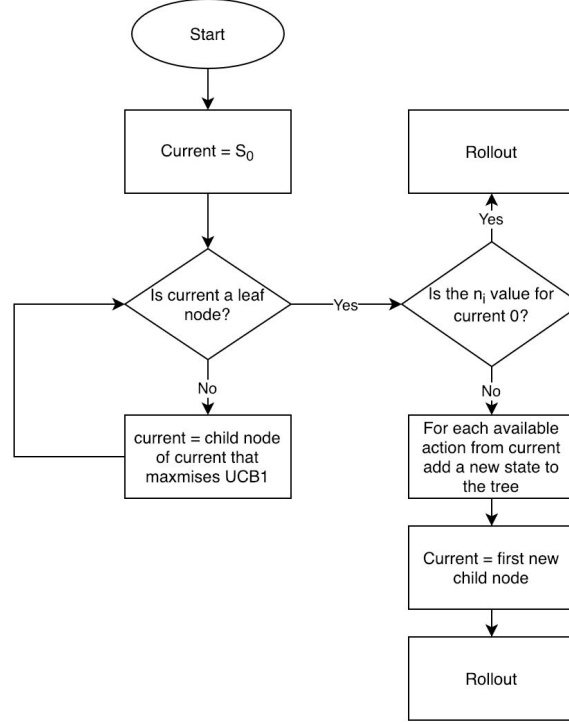 Start
Current = S₀
Rollout
Yes
Is current a leaf
node?
Yes
Is the nᵢ value for
current 0?
No
No
current = child node
of current that
maxmises UCB1
For each available
action from current
add a new state to
the tree
Current = first new
child node
Rollout